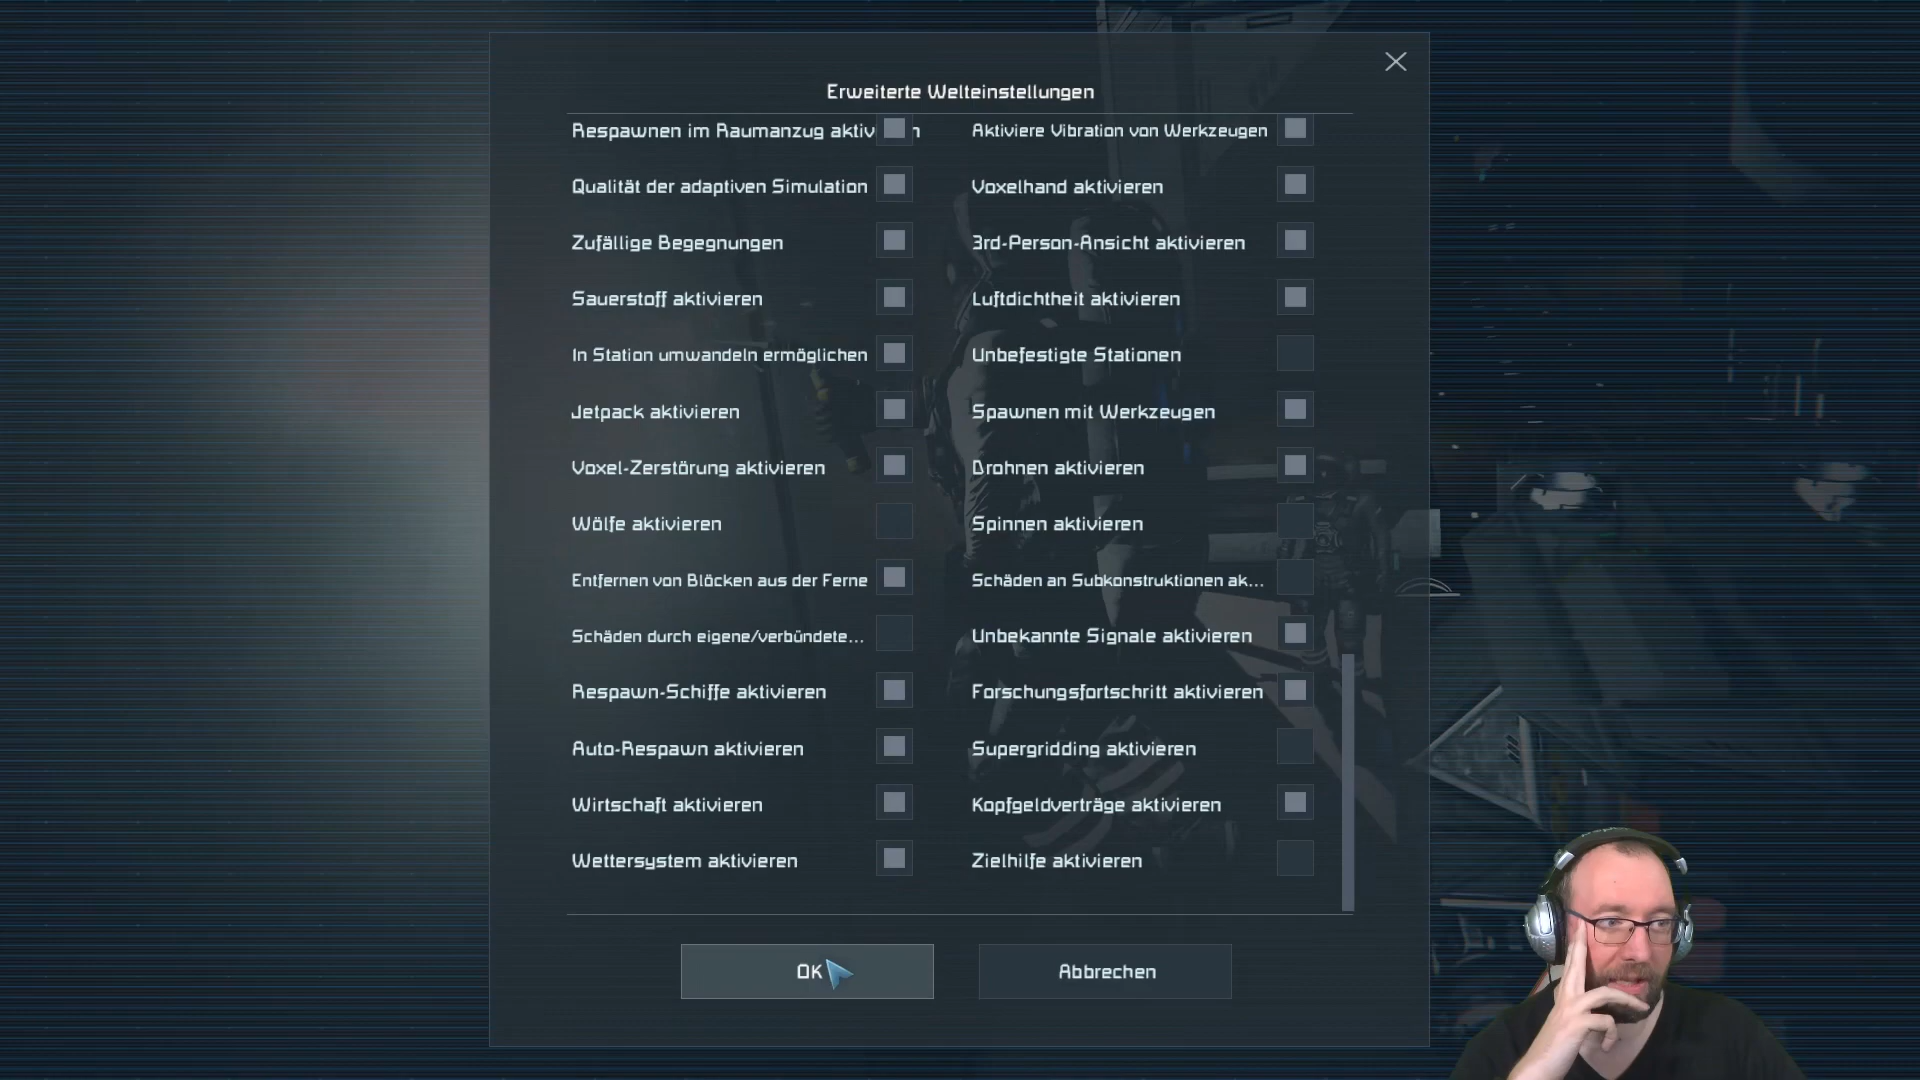 Erweiterte Welteinstellungen
Respawnen im Raumanzug aktiv n
Aktiviere Vibration von Werkzeugen
Qualität der adaptiven Simulation
Voxelhand aktivieren
Zufällige Begegnungen
3rd-Person-Ansicht aktivieren
Sauerstoff aktivieren
Luftdichtheit aktivieren
In Station umwandeln ermöglichen
Unbefestigte Stationen
Jetpack aktivieren
Spawnen mit Werkzeugen
Voxel-Zerstörung aktivieren
Drohnen aktivieren
Wölfe aktivieren
Spinnen aktivieren
Entfernen von Blöcken aus der Ferne
Schäden an Subkonstruktionen ak...
Schäden durch eigene/verbündete...
Unbekannte Signale aktivieren
Respawn-Schiffe aktivieren
Forschungsfortschritt aktivieren
Auto-Respawn aktivieren
Supergridding aktivieren
Wirtschaft aktivieren
Kopfgeldverträge aktivieren
Wettersystem aktivieren
Zielhilfe aktivieren
OK
Abbrechen